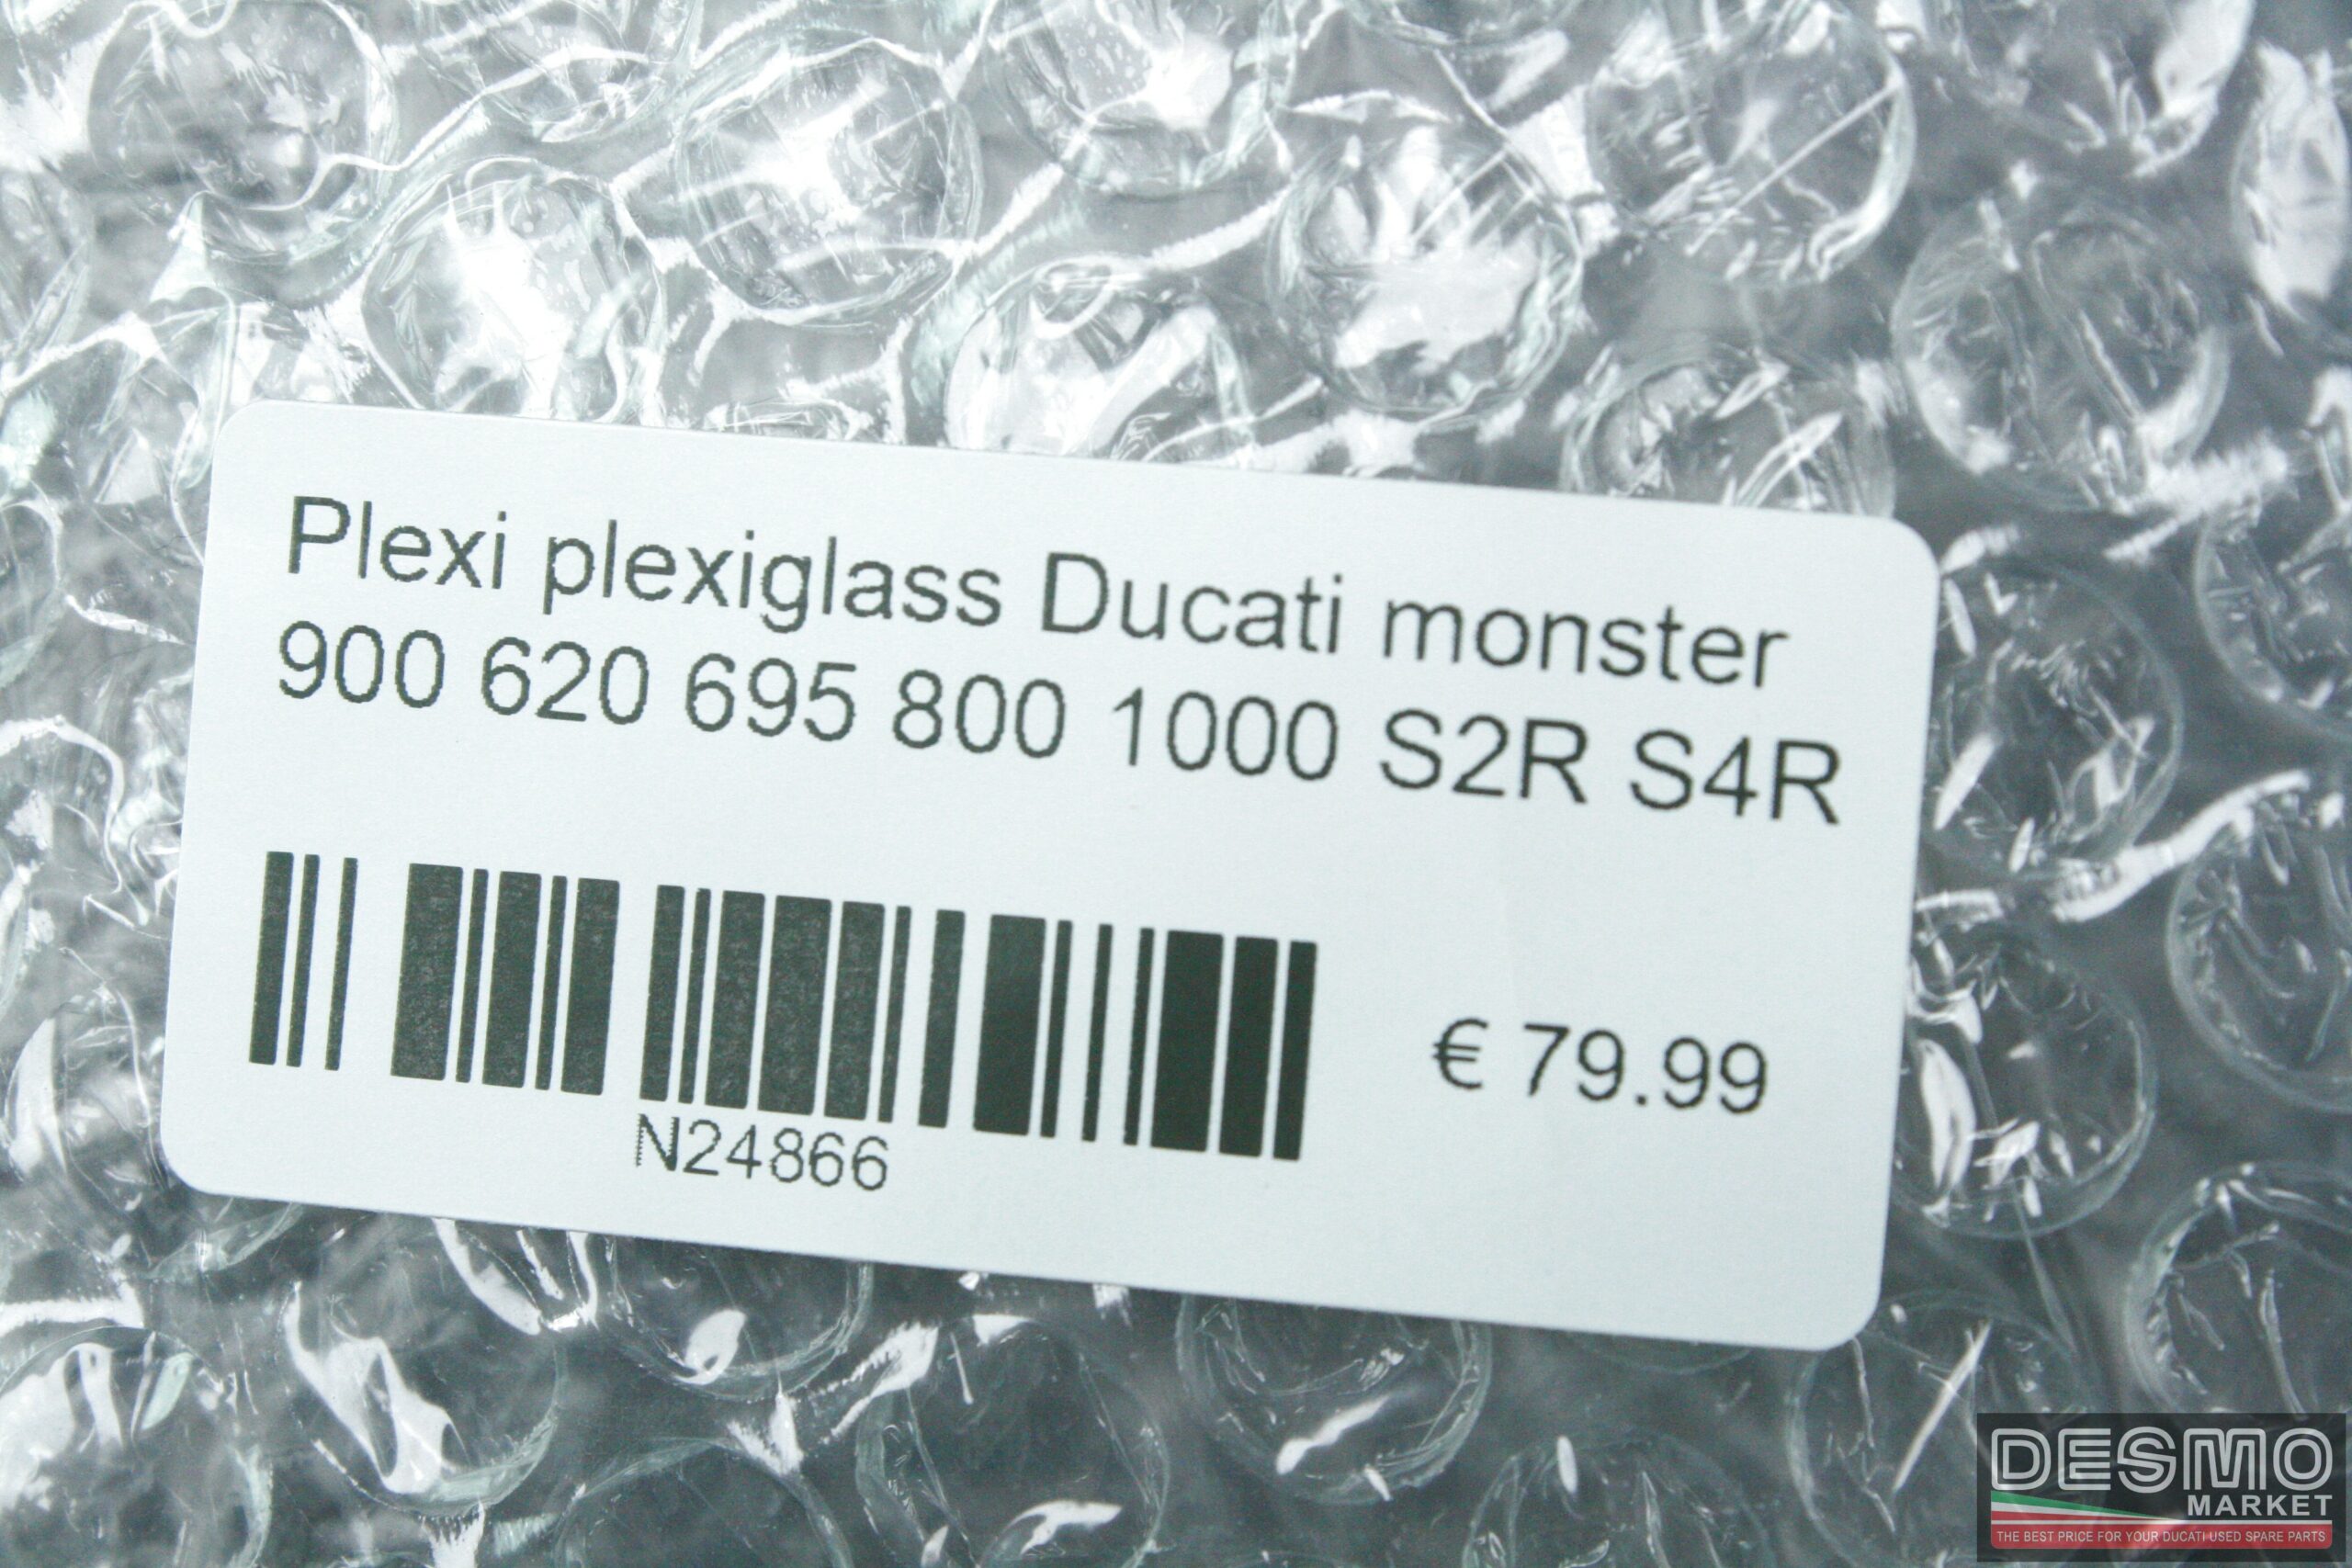 Plexi plexiglass Ducati monster
900 620 695 800 1000 S2R S4R
€ 79.99
N24866
DESMO
MARKET
THE BEST PRICE FOR YOUR DUCATI USED SPARE PARTS